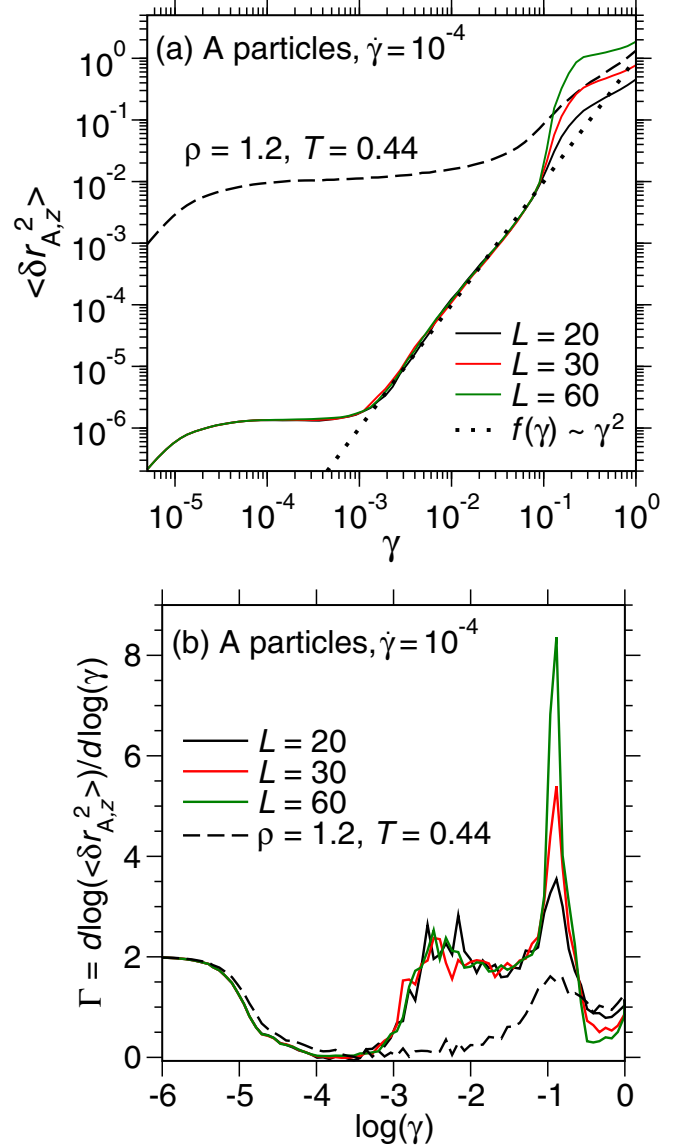 (a) A particles, γ̇ = 10⁻⁴
<δr²_{A,z}>
10⁰
10⁻¹
10⁻²
10⁻³
10⁻⁴
10⁻⁵
10⁻⁶
ρ = 1.2, T = 0.44
L = 20
L = 30
L = 60
f(γ) ~ γ²
10⁻⁵ 10⁻⁴ 10⁻³ 10⁻² 10⁻¹ 10⁰
γ
(b) A particles, γ̇ = 10⁻⁴
Γ = dlog(<δr²_{A,z}>)/dlog(γ)
8
6
4
2
0
L = 20
L = 30
L = 60
ρ = 1.2, T = 0.44
-6 -5 -4 -3 -2 -1 0
log(γ)